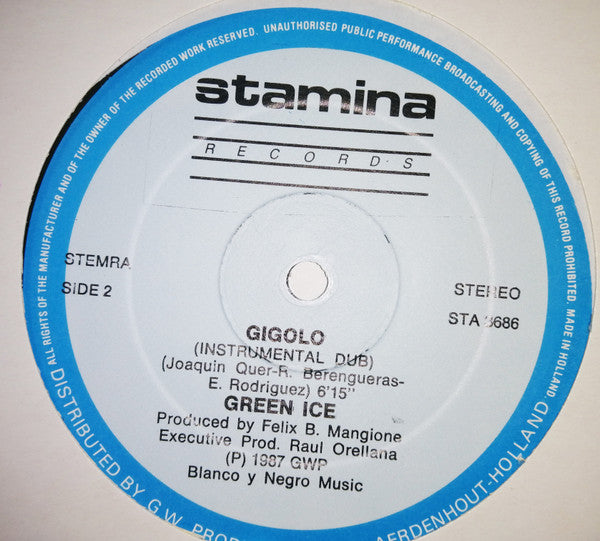 ALL RIGHTS OF THE MANUFACTURER AND OF THE OWNER OF THE RECORDED WORK RESERVED. UNAUTHORISED PUBLIC PERFORMANCE BROADCASTING AND COPYING OF THIS RECORD PROHIBITED. MADE IN HOLLAND
stamina
RECORDS
STEMRA
SIDE 2
STEREO
STA 3686
GIGOLO
(INSTRUMENTAL DUB)
(Joaquin Quer-R. Berengueras-
E. Rodriguez) 6'15"
GREEN ICE
Produced by Felix B. Mangione
Executive Prod. Raul Orellana
(P) 1987 GWP
Blanco y Negro Music
DISTRIBUTED BY G.W. AERDENHOUT-HOLLAND